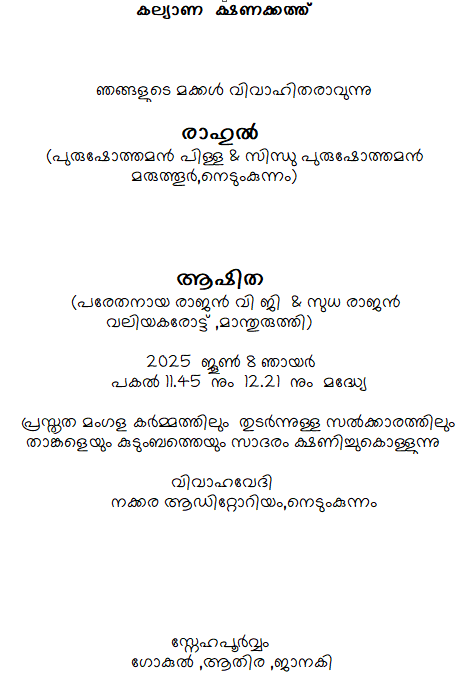 കല്യാണ ക്ഷണക്കത്ത്
ഞങ്ങളുടെ മക്കൾ വിവാഹിതരാവുന്നു
രാഹുൽ
(പുരുഷോത്തമൻ പിള്ള & സിന്ധു പുരുഷോത്തമൻ
മരുത്തൂർ,നെടുംകുന്നം)
ആഷിത
(പരേതനായ രാജൻ വി ജി & സുധ രാജൻ
വലിയകരോട്ട് ,മാന്തുരുത്തി)
2025 ജൂൺ 8 ഞായർ
പകൽ 11.45 നും 12.21 നും മദ്ധ്യേ
പ്രസ്തുത മംഗള കർമ്മത്തിലും തുടർന്നുള്ള സൽക്കാരത്തിലും
താങ്കളെയും കുടുംബത്തെയും സാദരം ക്ഷണിച്ചുകൊള്ളുന്നു
വിവാഹവേദി
നക്കര ആഡിറ്റോറിയം,നെടുംകുന്നം
സ്നേഹപൂർവ്വം
ഗോകുൽ ,ആതിര ,ജാനകി